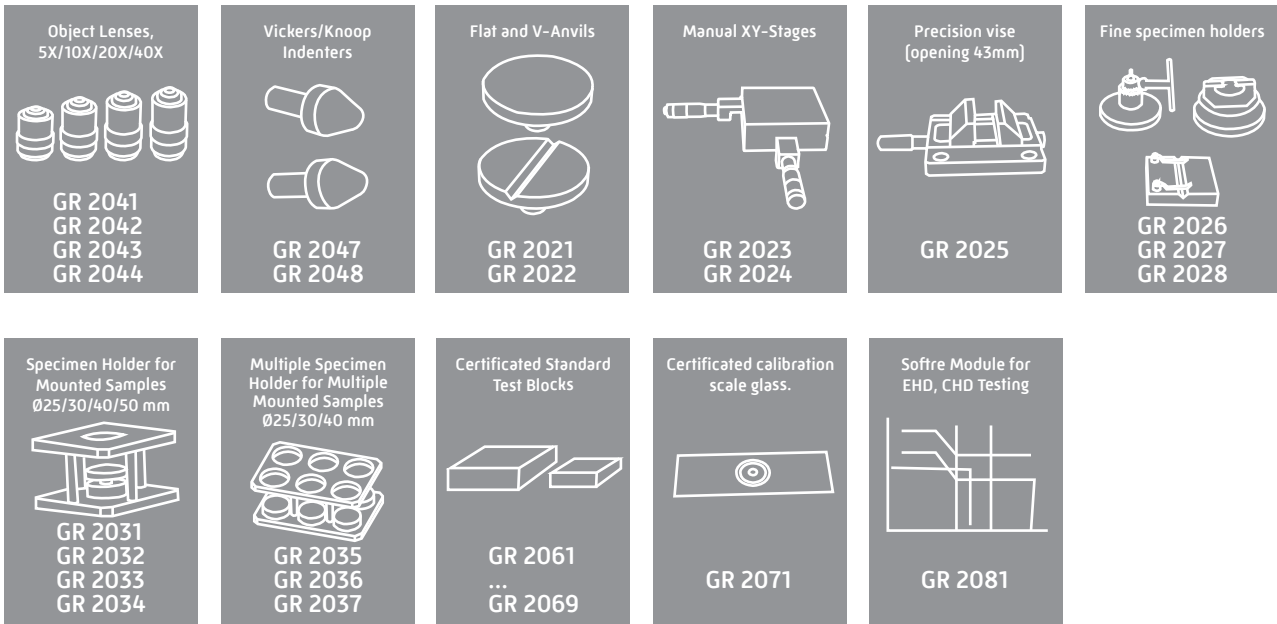 Object Lenses,
5X/10X/20X/40X
GR 2041
GR 2042
GR 2043
GR 2044
Vickers/Knoop
Indenters
GR 2047
GR 2048
Flat and V-Anvils
GR 2021
GR 2022
Manual XY-Stages
GR 2023
GR 2024
Precision vise
(opening 43mm)
GR 2025
Fine specimen holders
GR 2026
GR 2027
GR 2028
Specimen Holder for
Mounted Samples
Ø25/30/40/50 mm
GR 2031
GR 2032
GR 2033
GR 2034
Multiple Specimen
Holder for Multiple
Mounted Samples
Ø25/30/40 mm
GR 2035
GR 2036
GR 2037
Certificated Standard
Test Blocks
GR 2061
...
GR 2069
Certificated calibration
scale glass.
GR 2071
Softre Module for
EHD, CHD Testing
GR 2081